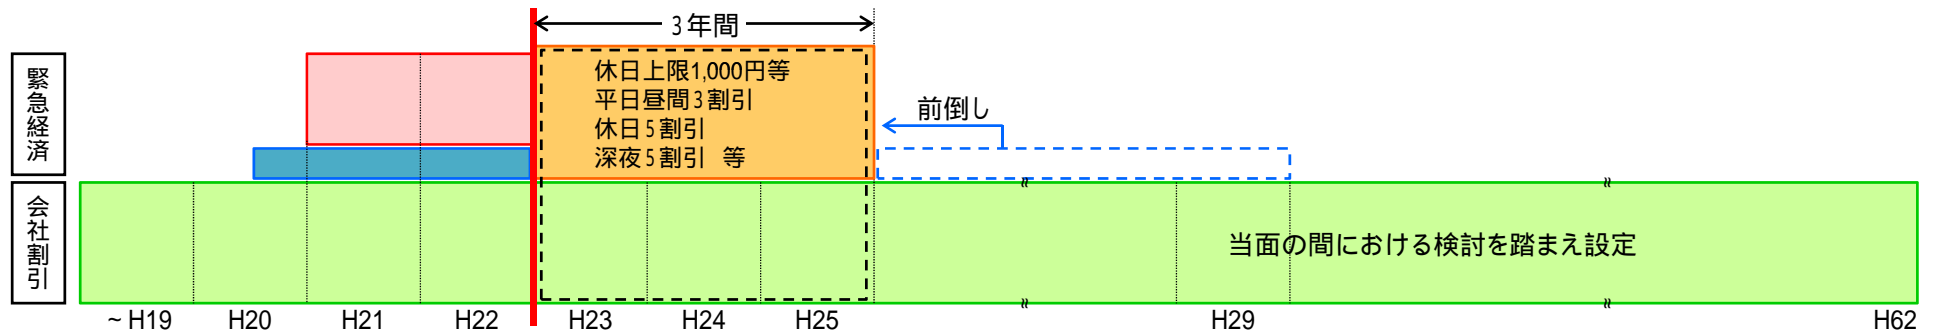 3年間
緊急経済
休日上限1,000円等
平日昼間3割引
休日5割引
深夜5割引 等
前倒し
会社割引
当面の間における検討を踏まえ設定
~H19 H20 H21 H22 H23 H24 H25 H29 H62